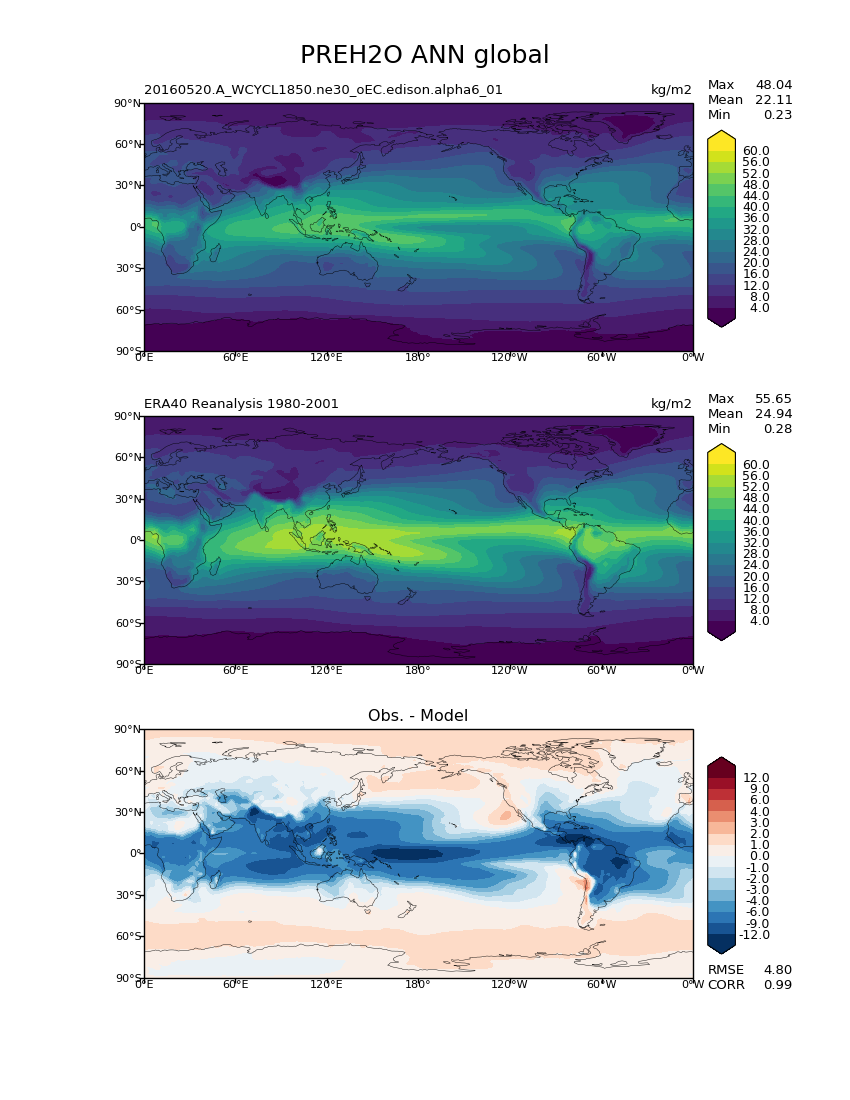 PREH2O ANN global
20160520.A_WCYCL1850.ne30_oEC.edison.alpha6_01 kg/m2
Max 48.04
Mean 22.11
Min 0.23
90°N
60°N
30°N
0°
30°S
60°S
90°S
0°E 60°E 120°E 180° 120°W 60°W 0°W
60.0
56.0
52.0
48.0
44.0
40.0
36.0
32.0
28.0
24.0
20.0
16.0
12.0
8.0
4.0
ERA40 Reanalysis 1980-2001 kg/m2
Max 55.65
Mean 24.94
Min 0.28
90°N
60°N
30°N
0°
30°S
60°S
90°S
0°E 60°E 120°E 180° 120°W 60°W 0°W
60.0
56.0
52.0
48.0
44.0
40.0
36.0
32.0
28.0
24.0
20.0
16.0
12.0
8.0
4.0
Obs. - Model
90°N
60°N
30°N
0°
30°S
60°S
90°S
0°E 60°E 120°E 180° 120°W 60°W 0°W
12.0
9.0
6.0
4.0
3.0
2.0
1.0
0.0
-1.0
-2.0
-3.0
-4.0
-6.0
-9.0
-12.0
RMSE 4.80
CORR 0.99